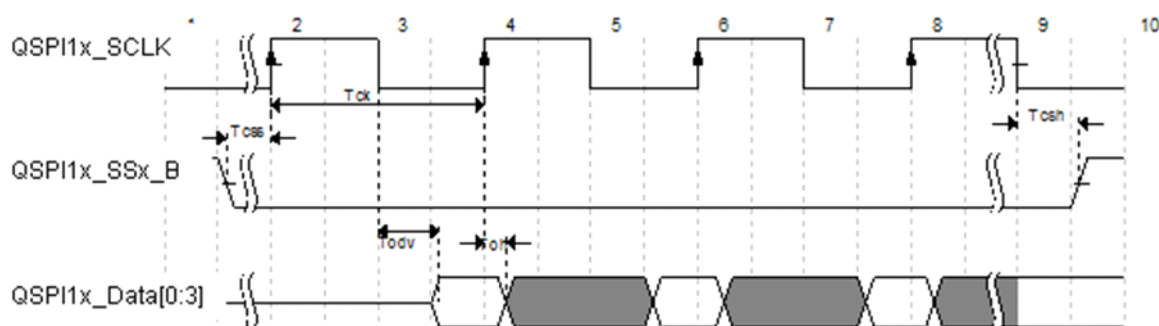 1 2 3 4 5 6 7 8 9 10
QSPI1x_SCLK
Tck
Tcss
Tcsh
QSPI1x_SSx_B
Todv
Toh
QSPI1x_Data[0:3]